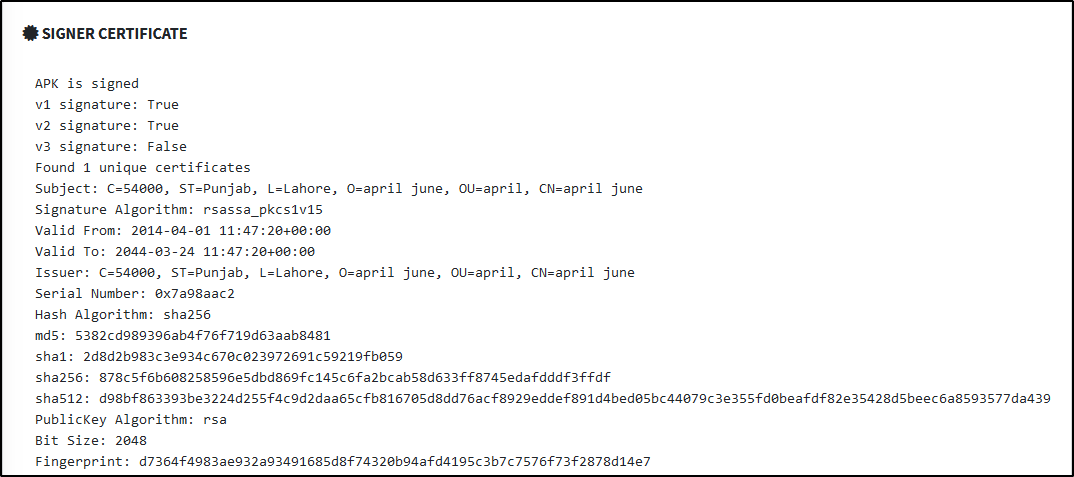 SIGNER CERTIFICATE
APK is signed
v1 signature: True
v2 signature: True
v3 signature: False
Found 1 unique certificates
Subject: C=54000, ST=Punjab, L=Lahore, O=april june, OU=april, CN=april june
Signature Algorithm: rsassa_pkcs1v15
Valid From: 2014-04-01 11:47:20+00:00
Valid To: 2044-03-24 11:47:20+00:00
Issuer: C=54000, ST=Punjab, L=Lahore, O=april june, OU=april, CN=april june
Serial Number: 0x7a98aac2
Hash Algorithm: sha256
md5: 5382cd989396ab4f76f719d63aab8481
sha1: 2d8d2b983c3e934c670c023972691c59219fb059
sha256: 878c5f6b608258596e5dbd869fc145c6fa2bcab58d633ff8745edafdddf3ffdf
sha512: d98bf863393be3224d255f4c9d2daa65cfb816705d8dd76acf8929eddef891d4bed05bc44079c3e355fd0beafdf82e35428d5beec6a8593577da439
PublicKey Algorithm: rsa
Bit Size: 2048
Fingerprint: d7364f4983ae932a93491685d8f74320b94afd4195c3b7c7576f73f2878d14e7